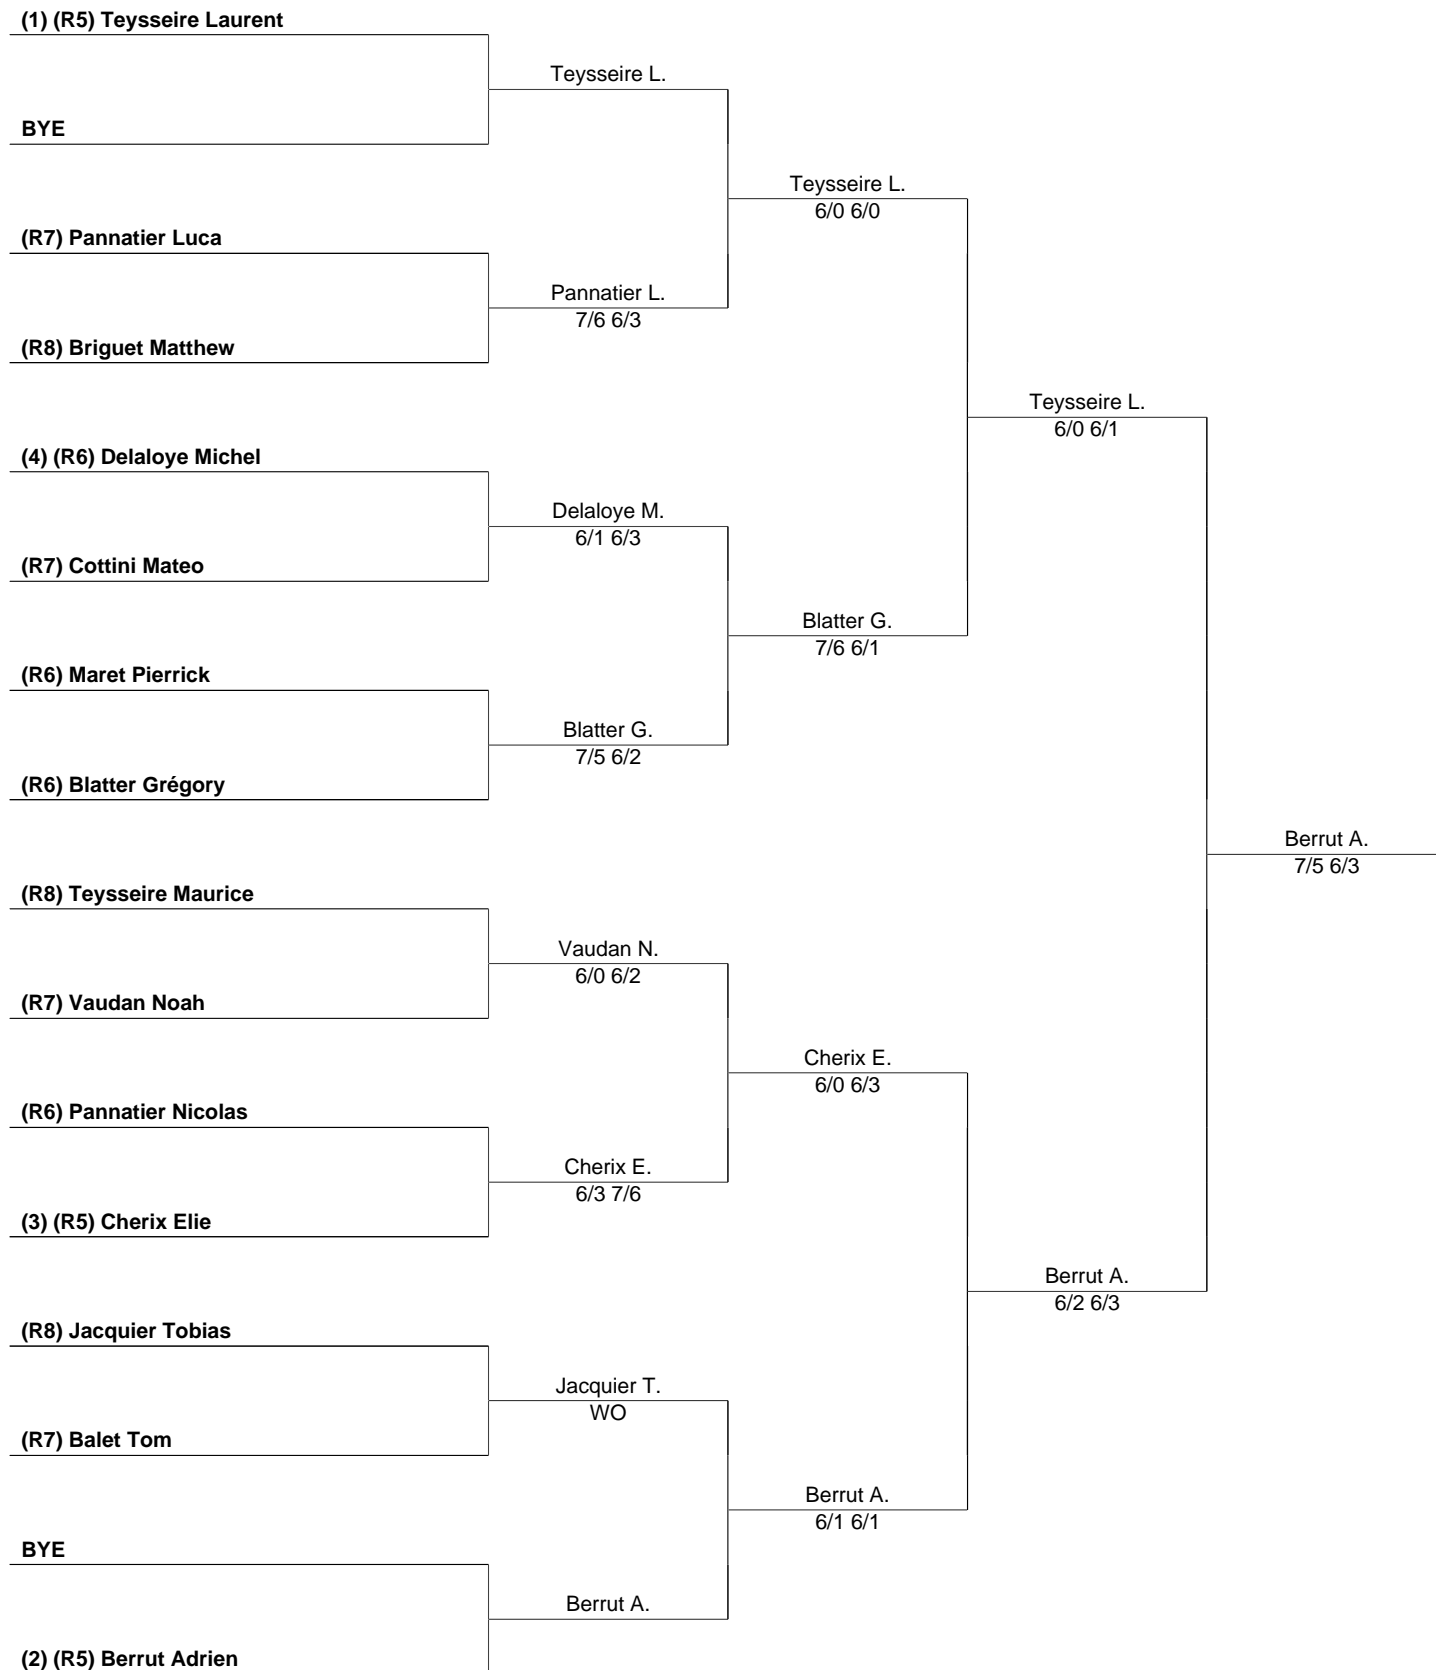 (1) (R5) Teysseire Laurent
Teysseire L.
BYE
Teysseire L.
6/0 6/0
(R7) Pannatier Luca
Pannatier L.
7/6 6/3
(R8) Briguet Matthew
Teysseire L.
6/0 6/1
(4) (R6) Delaloye Michel
Delaloye M.
6/1 6/3
(R7) Cottini Mateo
Blatter G.
7/6 6/1
(R6) Maret Pierrick
Blatter G.
7/5 6/2
(R6) Blatter Grégory
Berrut A.
7/5 6/3
(R8) Teysseire Maurice
Vaudan N.
6/0 6/2
(R7) Vaudan Noah
Cherix E.
6/0 6/3
(R6) Pannatier Nicolas
Cherix E.
6/3 7/6
(3) (R5) Cherix Elie
Berrut A.
6/2 6/3
(R8) Jacquier Tobias
Jacquier T.
WO
(R7) Balet Tom
Berrut A.
6/1 6/1
BYE
Berrut A.
(2) (R5) Berrut Adrien